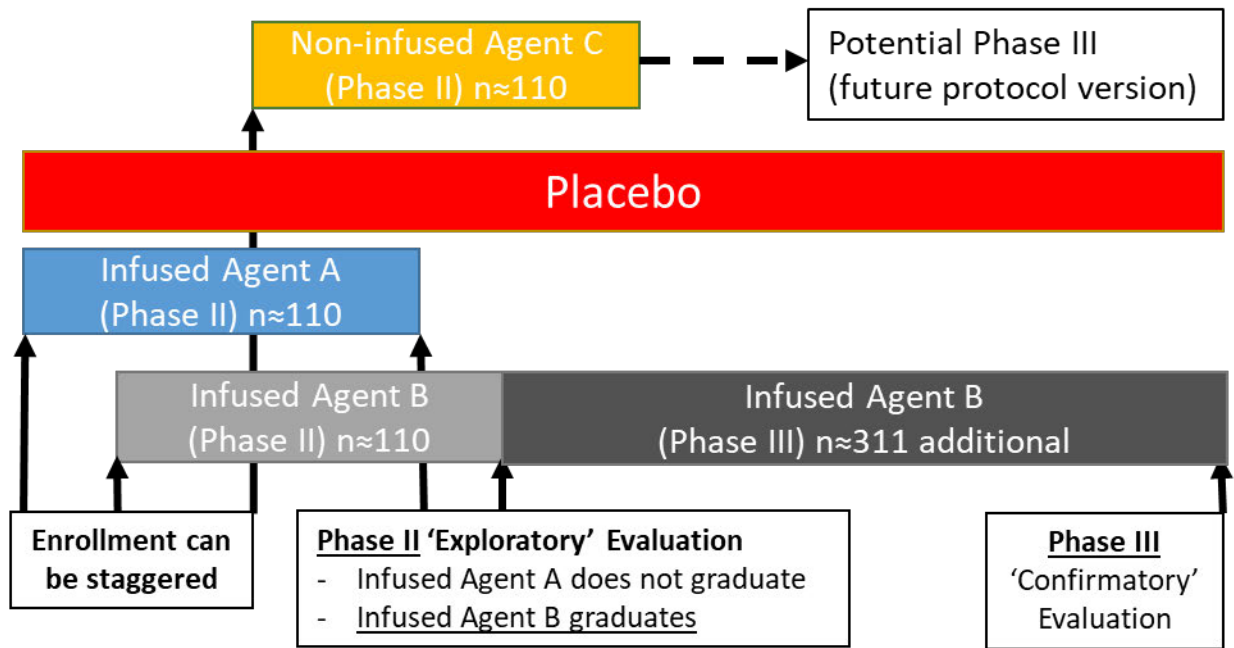 Non-infused Agent C
(Phase II) n≈110
Potential Phase III
(future protocol version)
Placebo
Infused Agent A
(Phase II) n≈110
Infused Agent B
(Phase II) n≈110
Infused Agent B
(Phase III) n≈311 additional
Enrollment can
be staggered
Phase II ‘Exploratory’ Evaluation
- Infused Agent A does not graduate
- Infused Agent B graduates
Phase III
‘Confirmatory’
Evaluation